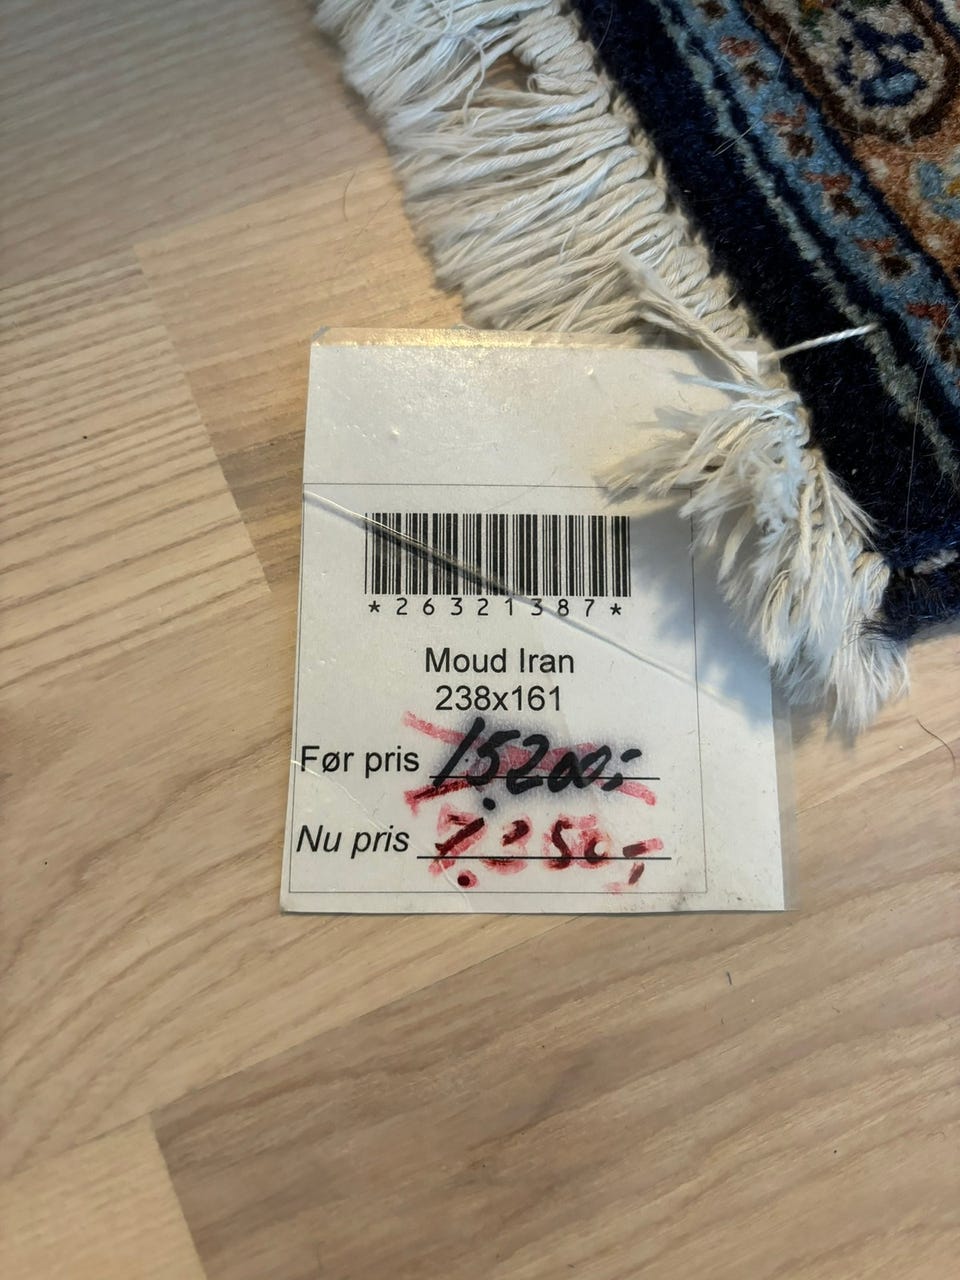 *26321387*
Moud Iran
238x161
Før pris 15200,-
Nu pris